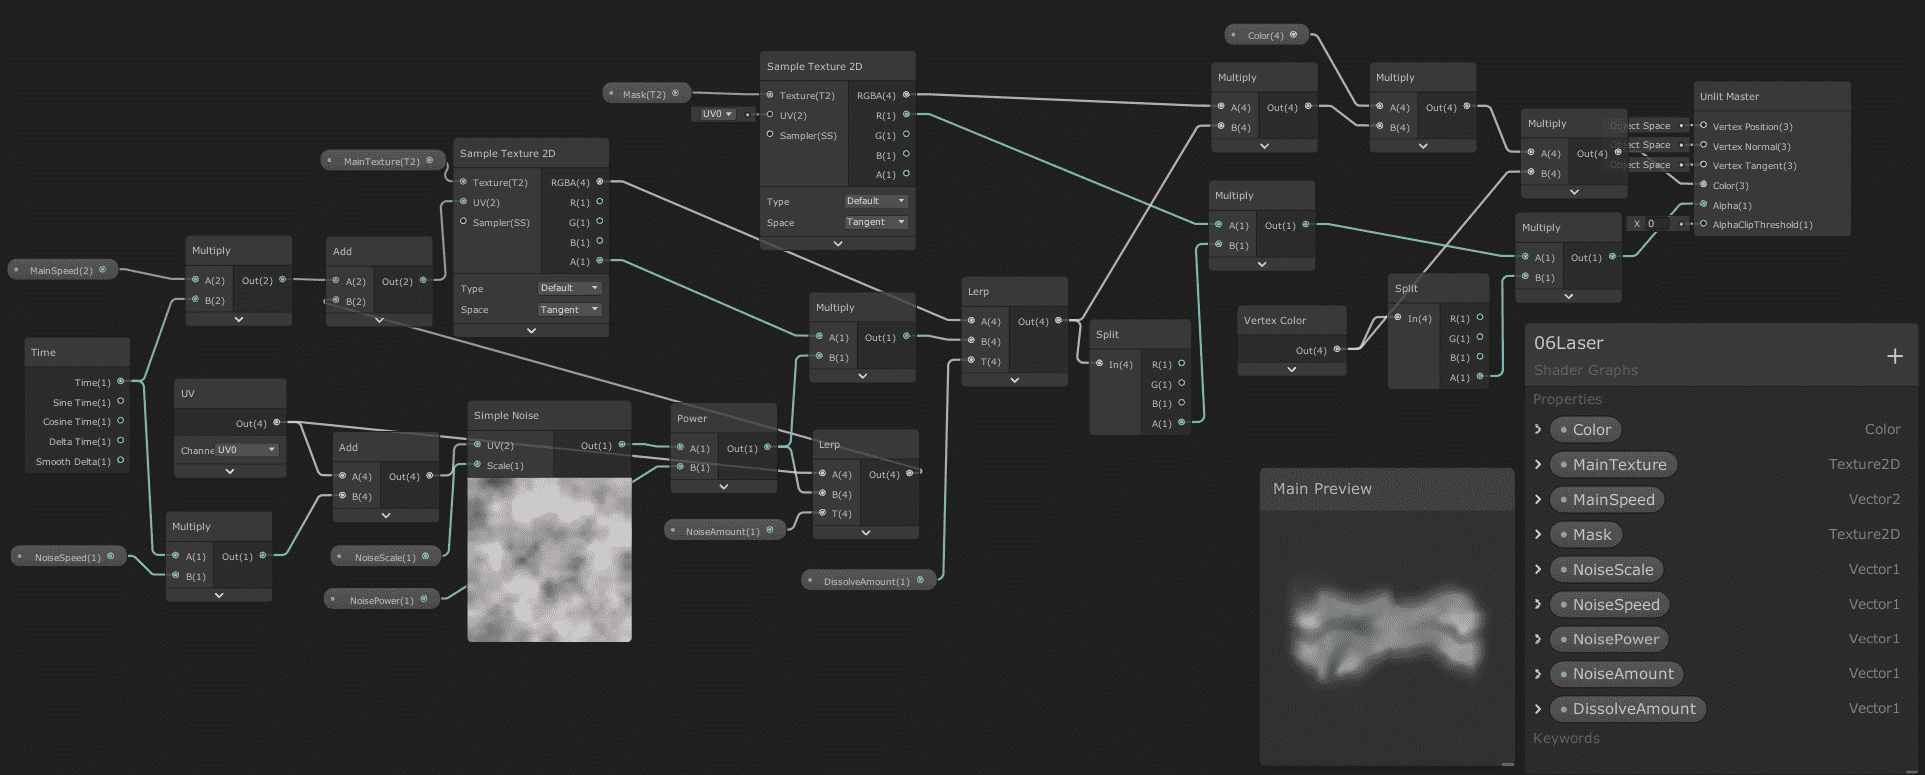 Color(4)
Multiply
A(4) Out(4)
B(4)
Multiply
A(4) Out(4)
B(4)
Unlit Master
Object Space Vertex Position(3)
Object Space Vertex Normal(3)
Object Space Vertex Tangent(3)
Color(3)
Alpha(1)
X 0 AlphaClipThreshold(1)
Multiply
A(4) Out(4)
B(4)
Mask(T2)
UV0
Sample Texture 2D
Texture(T2) RGBA(4)
UV(2) R(1)
Sampler(SS) G(1)
B(1)
A(1)
Type Default
Space Tangent
MainTexture(T2)
Sample Texture 2D
Texture(T2) RGBA(4)
UV(2) R(1)
Sampler(SS) G(1)
B(1)
A(1)
Type Default
Space Tangent
Multiply
A(1) Out(1)
B(1)
Multiply
A(1) Out(1)
B(1)
MainSpeed(2)
Multiply
A(2) Out(2)
B(2)
Add
A(2) Out(2)
B(2)
Multiply
A(1) Out(1)
B(1)
Lerp
A(4) Out(4)
B(4)
T(4)
Split
In(4) R(1)
G(1)
B(1)
A(1)
Vertex Color
Out(4)
Split
In(4) R(1)
G(1)
B(1)
A(1)
Time
Time(1)
Sine Time(1)
Cosine Time(1)
Delta Time(1)
Smooth Delta(1)
UV
Out(4)
Channe UV0
Add
A(4) Out(4)
B(4)
Simple Noise
UV(2) Out(1)
Scale(1)
Power
A(1) Out(1)
B(1)
Lerp
A(4) Out(4)
B(4)
T(4)
NoiseSpeed(1)
Multiply
A(1) Out(1)
B(1)
NoiseScale(1)
NoisePower(1)
NoiseAmount(1)
DissolveAmount(1)
Main Preview
06Laser +
Shader Graphs
Properties
Color Color
MainTexture Texture2D
MainSpeed Vector2
Mask Texture2D
NoiseScale Vector1
NoiseSpeed Vector1
NoisePower Vector1
NoiseAmount Vector1
DissolveAmount Vector1
Keywords